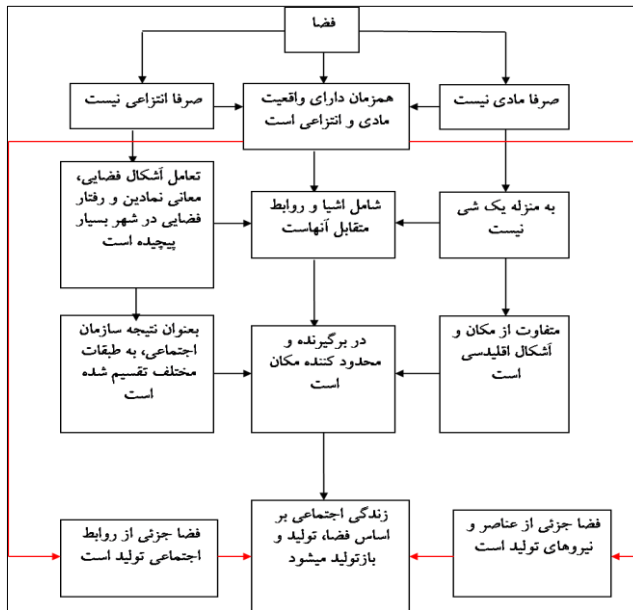 فضا
صرفا مادی نیست
همزمان دارای واقعیت
مادی و انتزاعی است
صرفا انتزاعی نیست
به منزله یک شی
نیست
شامل اشیا و روابط
متقابل آنهاست
تعامل اَشکال فضایی،
معانی نمادین و رفتار
فضایی در شهر بسیار
پیچیده است
متفاوت از مکان و
اَشکال اقلیدسی
است
در برگیرنده و
محدود کننده مکان
است
بعنوان نتیجه سازمان
اجتماعی، به طبقات
مختلف تقسیم شده
است
فضا جزئی از عناصر و
نیروهای تولید است
زندگی اجتماعی بر
اساس فضا، تولید و
بازتولید میشود
فضا جزئی از روابط
اجتماعی تولید است